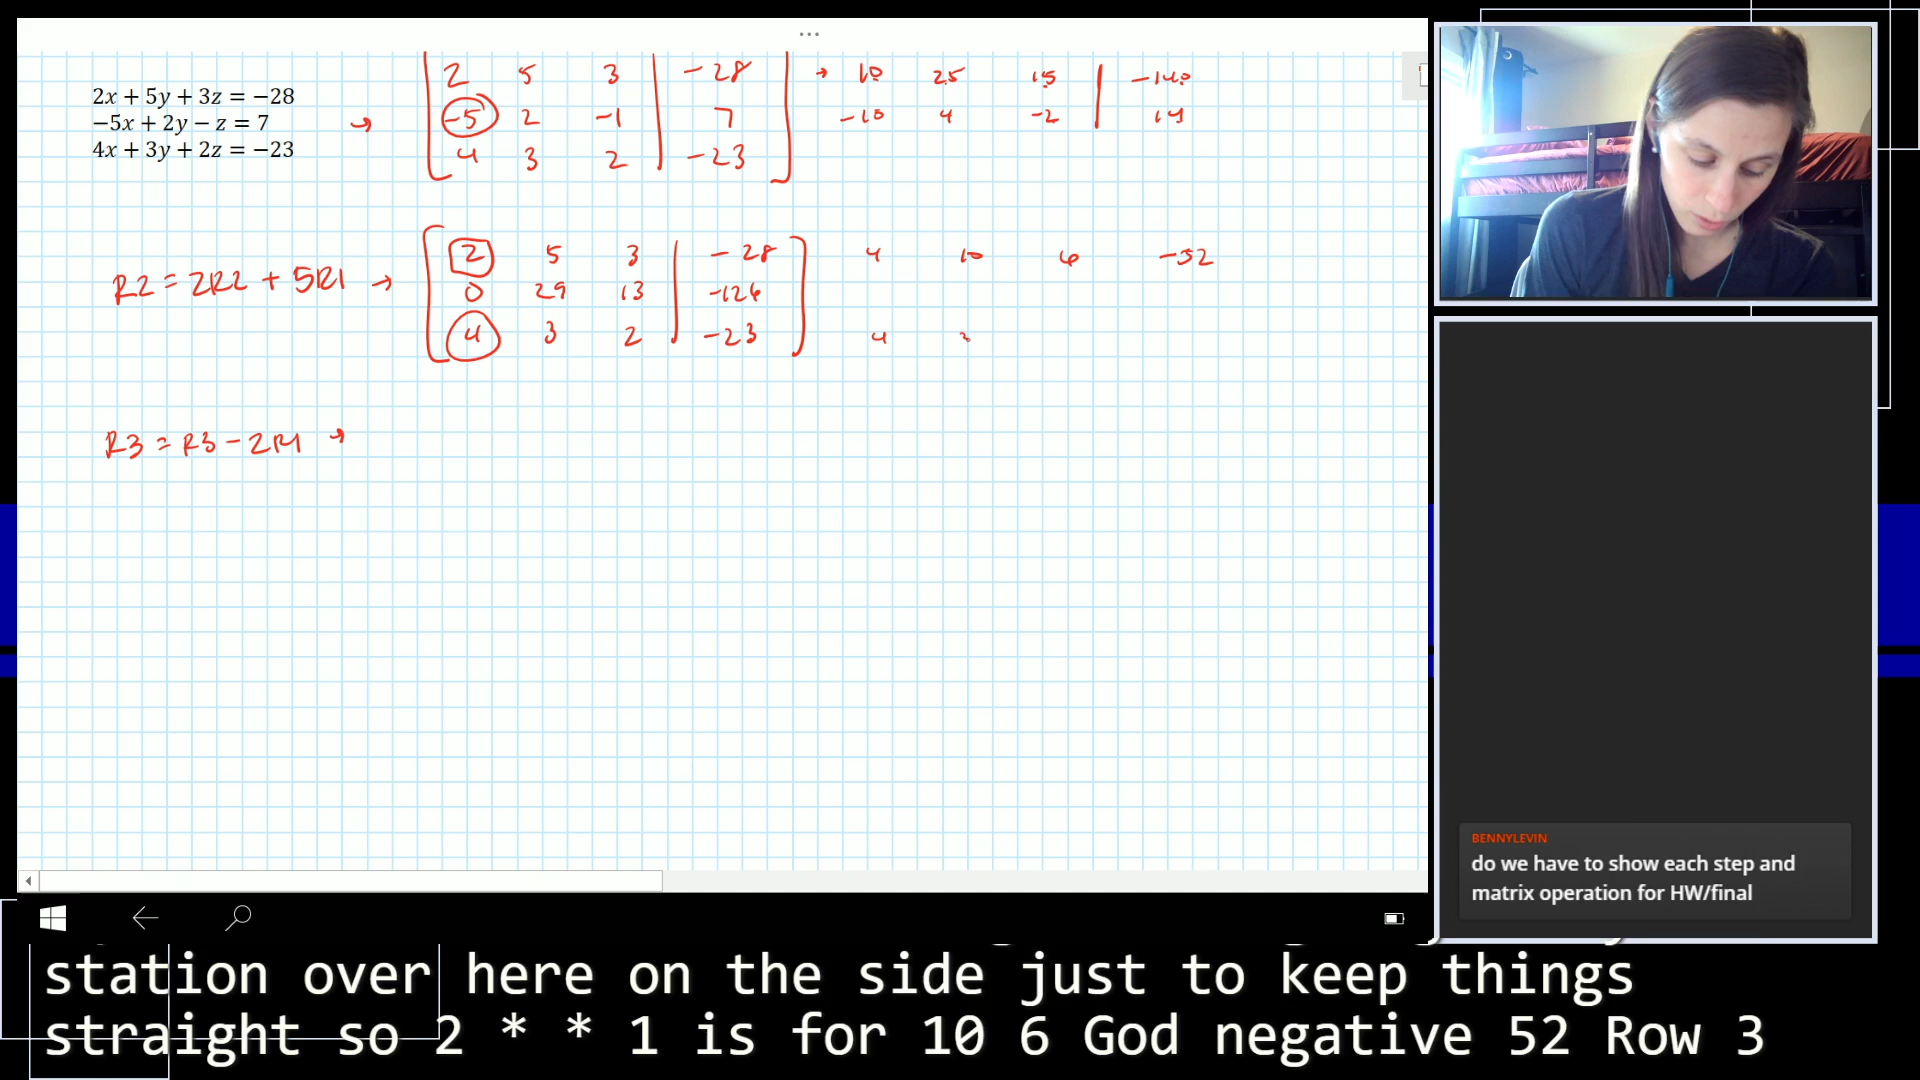 2x + 5y + 3z = −28
−5x + 2y − z = 7
4x + 3y + 2z = −23
2 5 3 | -28 → 10 25 15 | -140
-5 2 -1 | 7 -10 4 -2 | 14
4 3 2 | -23
R2 = 2R2 + 5R1 →
2 5 3 | -28 4 10 6 -52
0 29 13 | -126
4 3 2 | -23 4
R3 = R3 - 2R1 →
BENNYLEVIN
do we have to show each step and
matrix operation for HW/final
station over here on the side just to keep things
straight so 2 * * 1 is for 10 6 God negative 52 Row 3